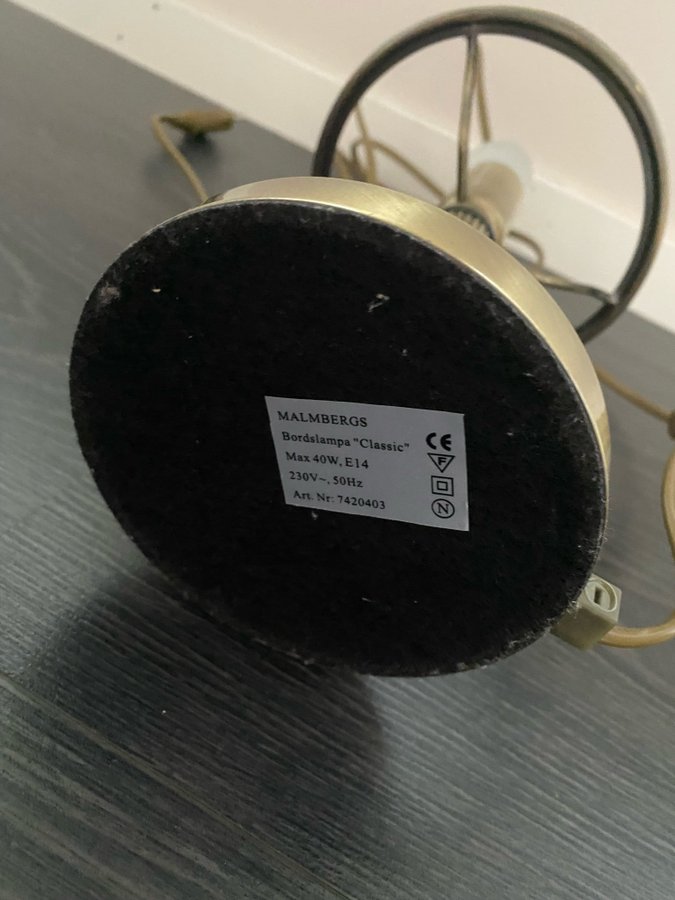 MALMBERGS
Bordslampa "Classic"
Max 40W, E14
230V~, 50Hz
Art. Nr: 7420403
CE
F
N